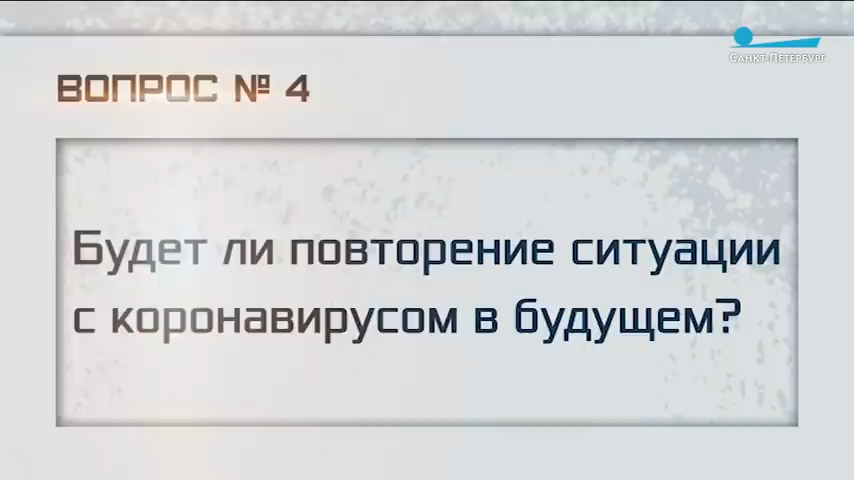 Санкт-Петербург
ВОПРОС № 4
Будет ли повторение ситуации
с коронавирусом в будущем?